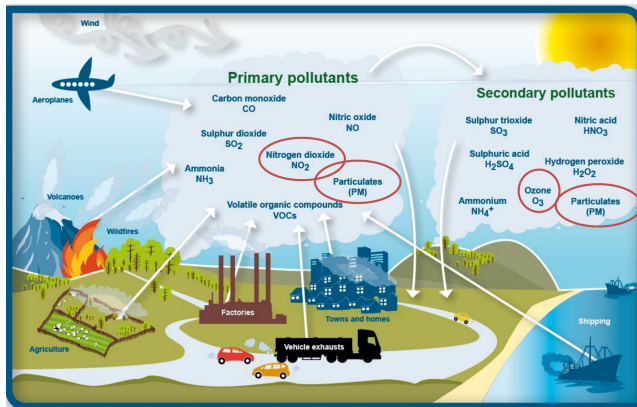 Wind
Aeroplanes
Primary pollutants
Carbon monoxide
CO
Nitric oxide
NO
Sulphur dioxide
SO2
Nitrogen dioxide
NO2
Ammonia
NH3
Particulates
(PM)
Volatile organic compounds
VOCs
Secondary pollutants
Sulphur trioxide
SO3
Nitric acid
HNO3
Sulphuric acid
H2SO4
Hydrogen peroxide
H2O2
Ozone
O3
Ammonium
NH4+
Particulates
(PM)
Volcanoes
Wildfires
Agriculture
Factories
Towns and homes
Vehicle exhausts
Shipping